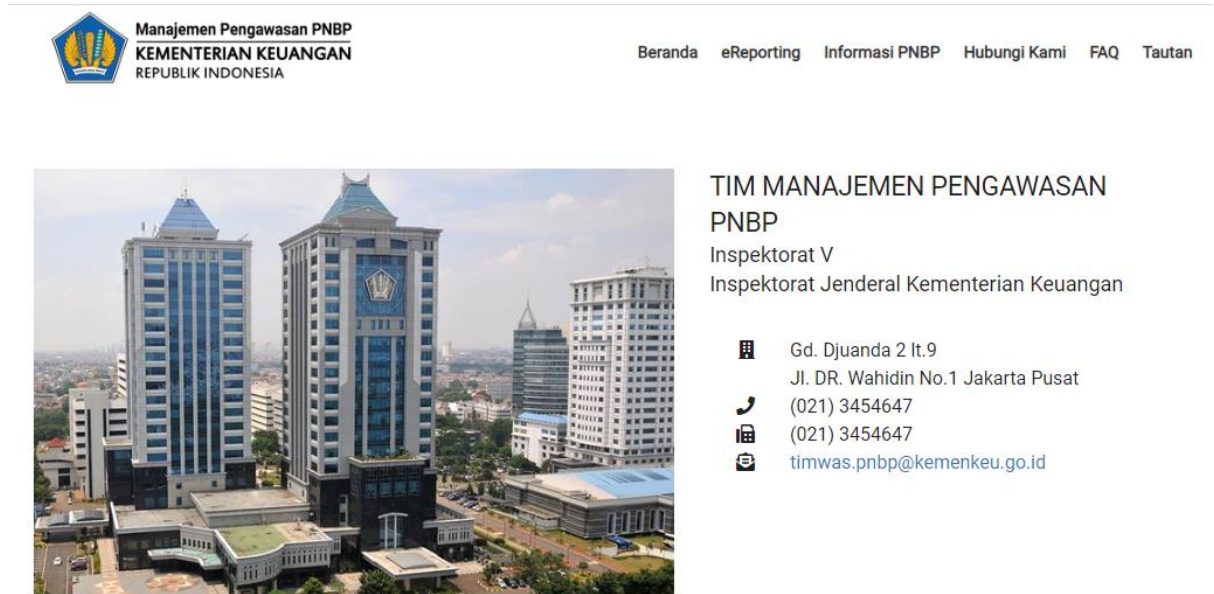 Manajemen Pengawasan PNBP
KEMENTERIAN KEUANGAN
REPUBLIK INDONESIA
Beranda eReporting Informasi PNBP Hubungi Kami FAQ Tautan
TIM MANAJEMEN PENGAWASAN
PNBP
Inspektorat V
Inspektorat Jenderal Kementerian Keuangan
Gd. Djuanda 2 lt.9
Jl. DR. Wahidin No.1 Jakarta Pusat
(021) 3454647
(021) 3454647
timwas.pnbp@kemenkeu.go.id